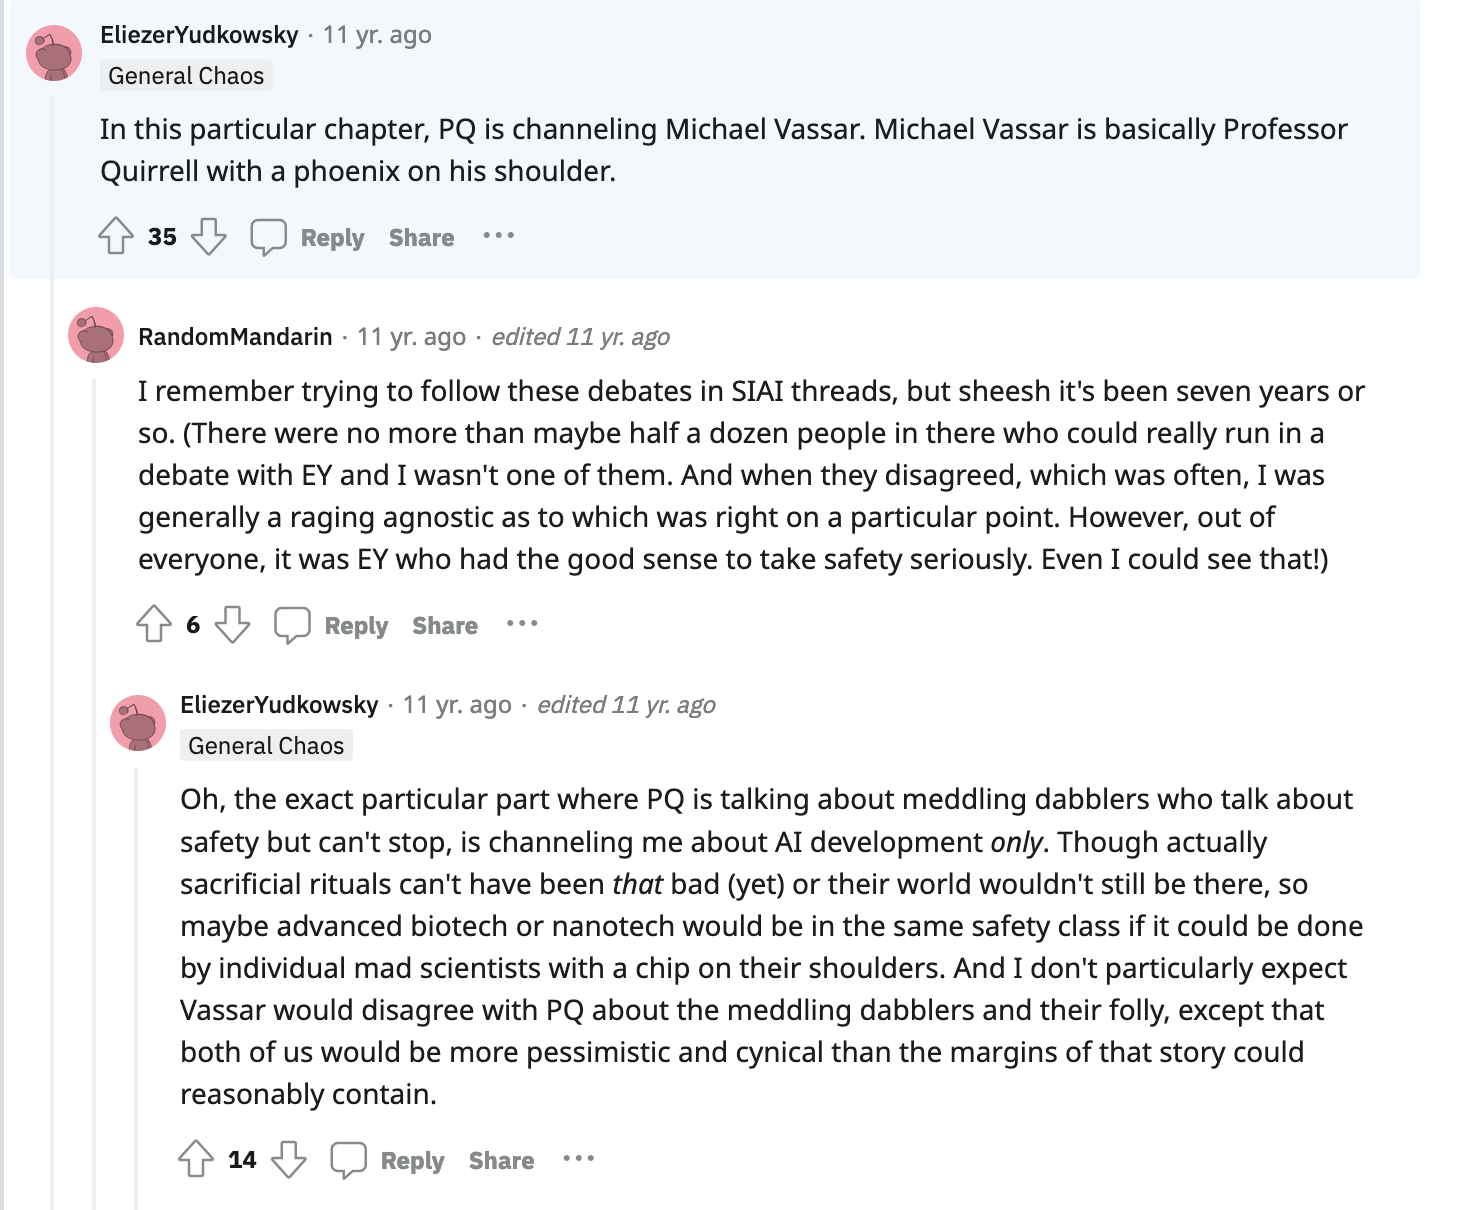 EliezerYudkowsky · 11 yr. ago
General Chaos
In this particular chapter, PQ is channeling Michael Vassar. Michael Vassar is basically Professor
Quirrell with a phoenix on his shoulder.
35 Reply Share ···
RandomMandarin · 11 yr. ago · edited 11 yr. ago
I remember trying to follow these debates in SIAI threads, but sheesh it's been seven years or
so. (There were no more than maybe half a dozen people in there who could really run in a
debate with EY and I wasn't one of them. And when they disagreed, which was often, I was
generally a raging agnostic as to which was right on a particular point. However, out of
everyone, it was EY who had the good sense to take safety seriously. Even I could see that!)
6 Reply Share ···
EliezerYudkowsky · 11 yr. ago · edited 11 yr. ago
General Chaos
Oh, the exact particular part where PQ is talking about meddling dabblers who talk about
safety but can't stop, is channeling me about AI development only. Though actually
sacrificial rituals can't have been that bad (yet) or their world wouldn't still be there, so
maybe advanced biotech or nanotech would be in the same safety class if it could be done
by individual mad scientists with a chip on their shoulders. And I don't particularly expect
Vassar would disagree with PQ about the meddling dabblers and their folly, except that
both of us would be more pessimistic and cynical than the margins of that story could
reasonably contain.
14 Reply Share ···